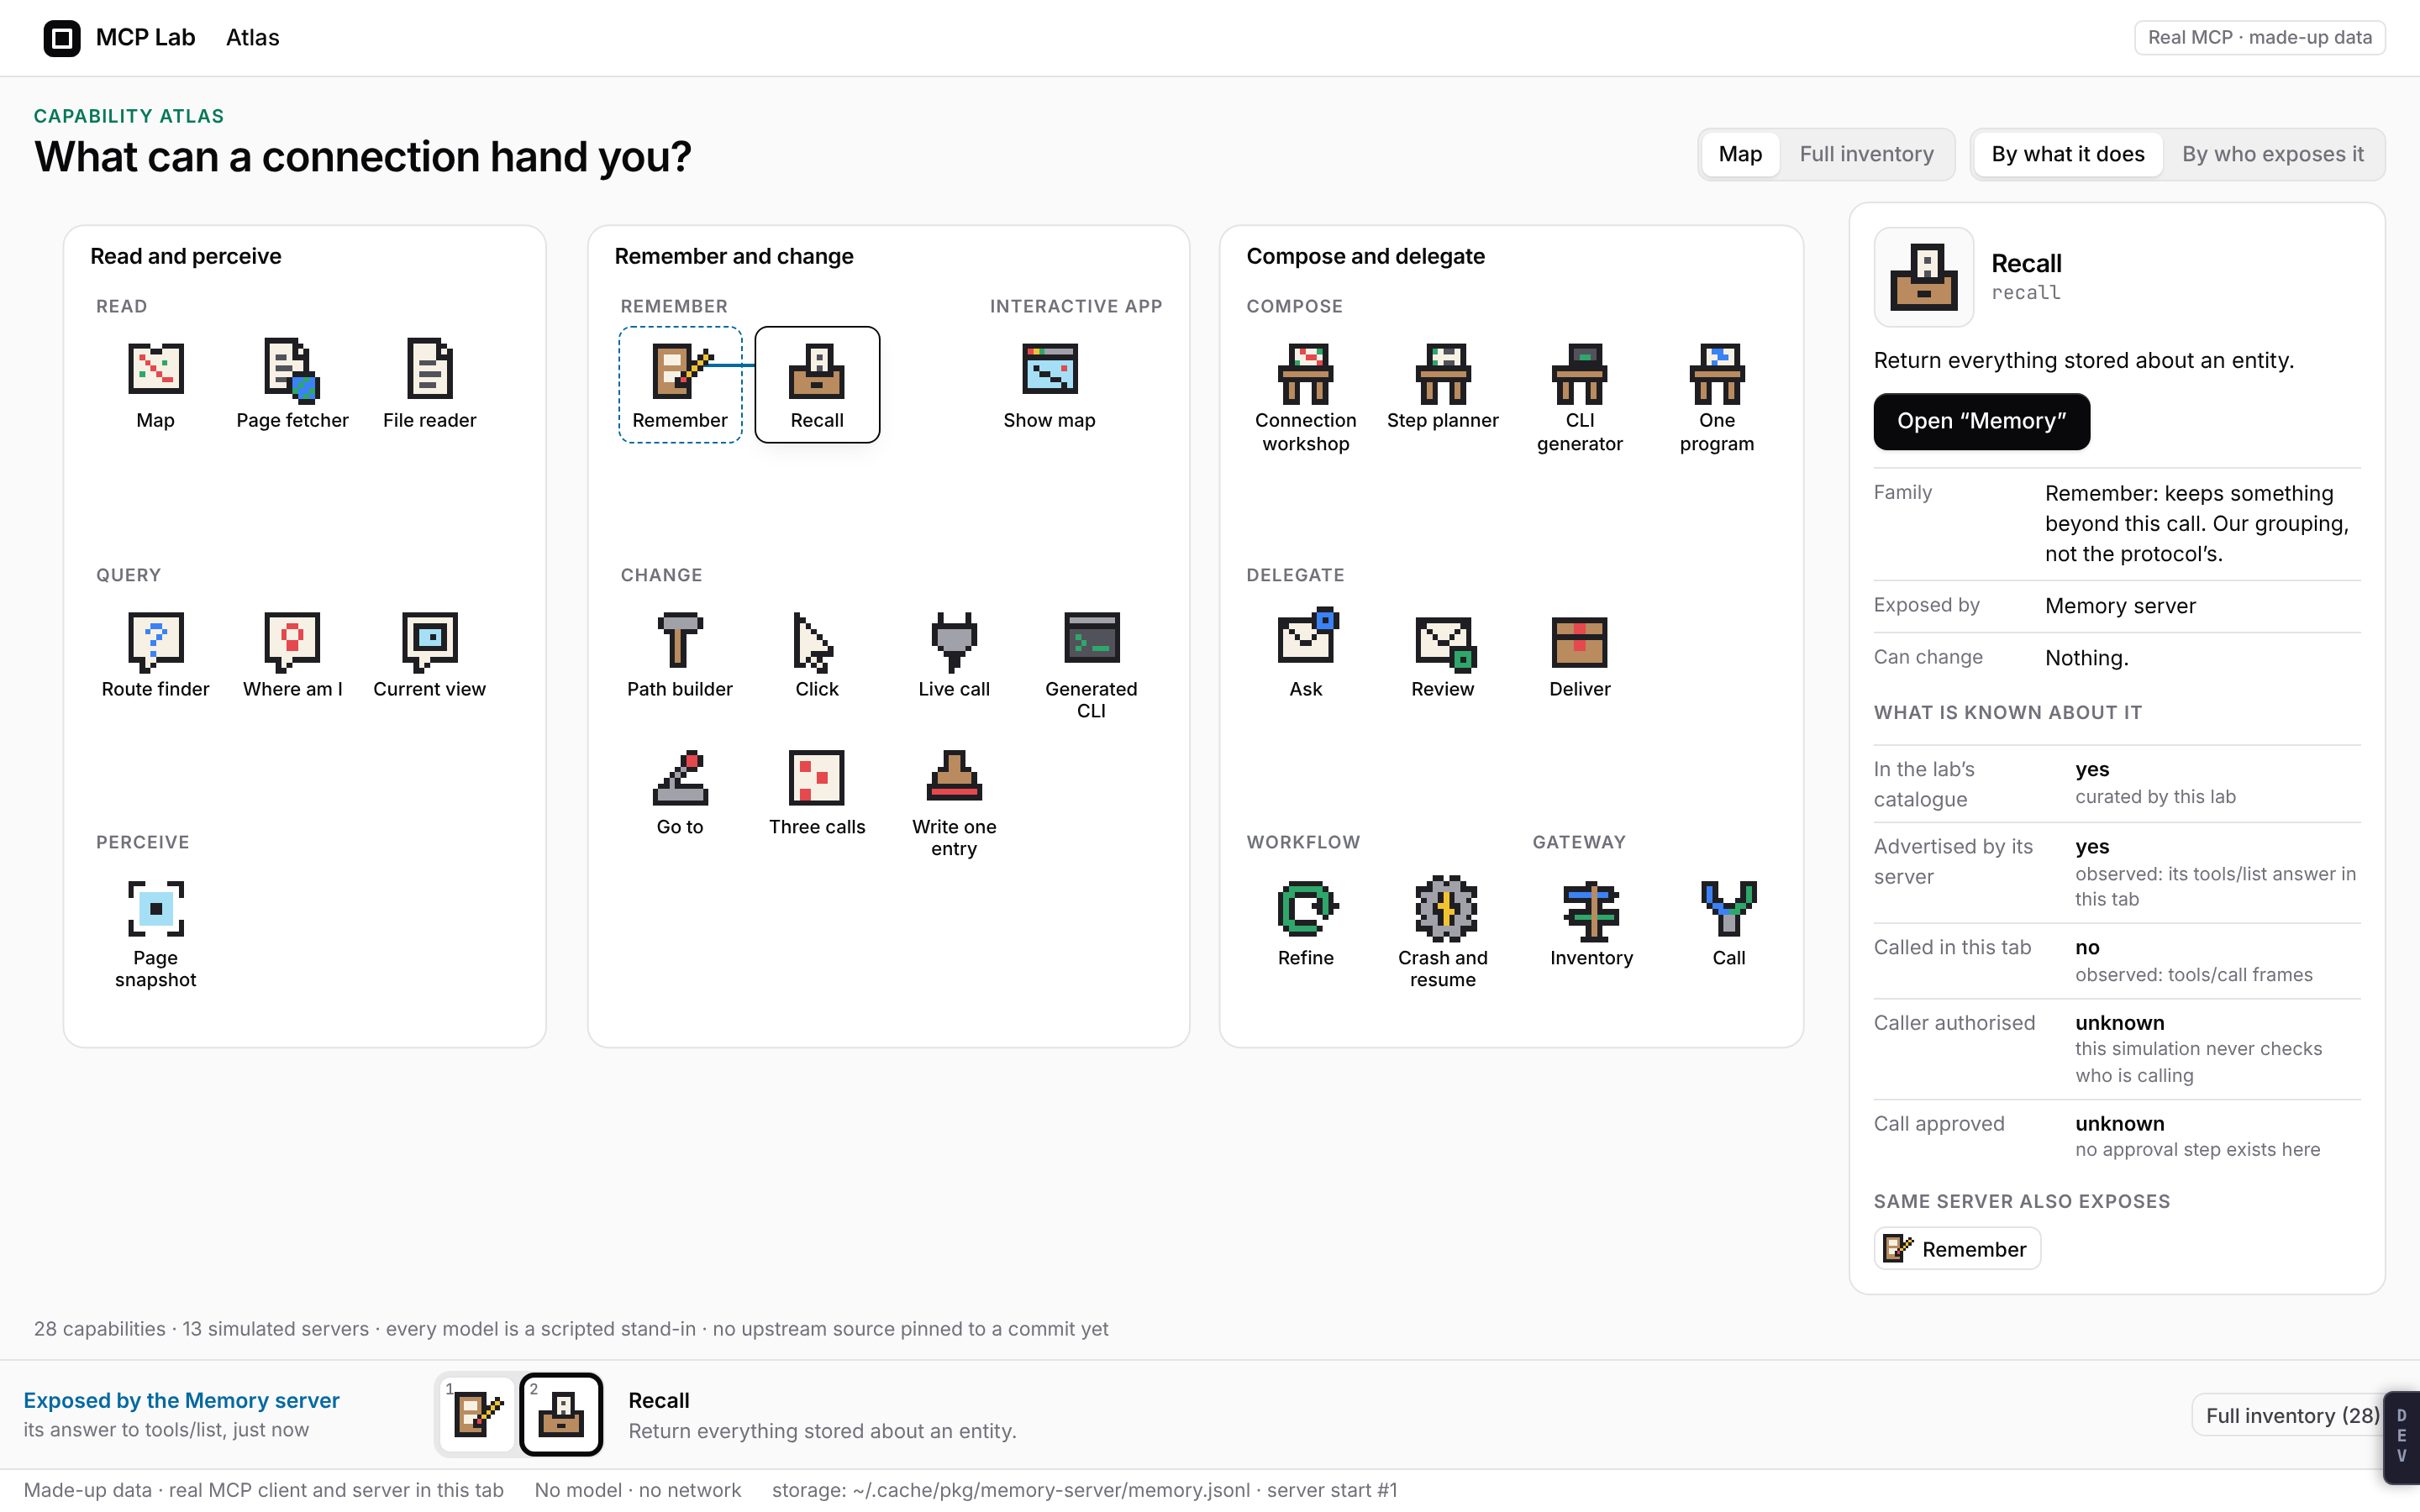 MCP Lab
Atlas
Real MCP · made-up data
CAPABILITY ATLAS
What can a connection hand you?
Map
Full inventory
By what it does
By who exposes it
Read and perceive
READ
Map
Page fetcher
File reader
QUERY
Route finder
Where am I
Current view
PERCEIVE
Page
snapshot
Remember and change
REMEMBER
INTERACTIVE APP
Remember
Recall
Show map
CHANGE
Path builder
Click
Live call
Generated
CLI
Go to
Three calls
Write one
entry
Compose and delegate
COMPOSE
Connection
workshop
Step planner
CLI
generator
One
program
DELEGATE
Ask
Review
Deliver
WORKFLOW
GATEWAY
Refine
Crash and
resume
Inventory
Call
Recall
recall
Return everything stored about an entity.
Open “Memory”
Family
Remember: keeps something
beyond this call. Our grouping,
not the protocol’s.
Exposed by
Memory server
Can change
Nothing.
WHAT IS KNOWN ABOUT IT
In the lab’s
catalogue
yes
curated by this lab
Advertised by its
server
yes
observed: its tools/list answer in
this tab
Called in this tab
no
observed: tools/call frames
Caller authorised
unknown
this simulation never checks
who is calling
Call approved
unknown
no approval step exists here
SAME SERVER ALSO EXPOSES
Remember
28 capabilities · 13 simulated servers · every model is a scripted stand-in · no upstream source pinned to a commit yet
Exposed by the Memory server
its answer to tools/list, just now
1
2
Recall
Return everything stored about an entity.
Full inventory (28)
DEV
Made-up data · real MCP client and server in this tab
No model · no network
storage: ~/.cache/pkg/memory-server/memory.jsonl · server start #1